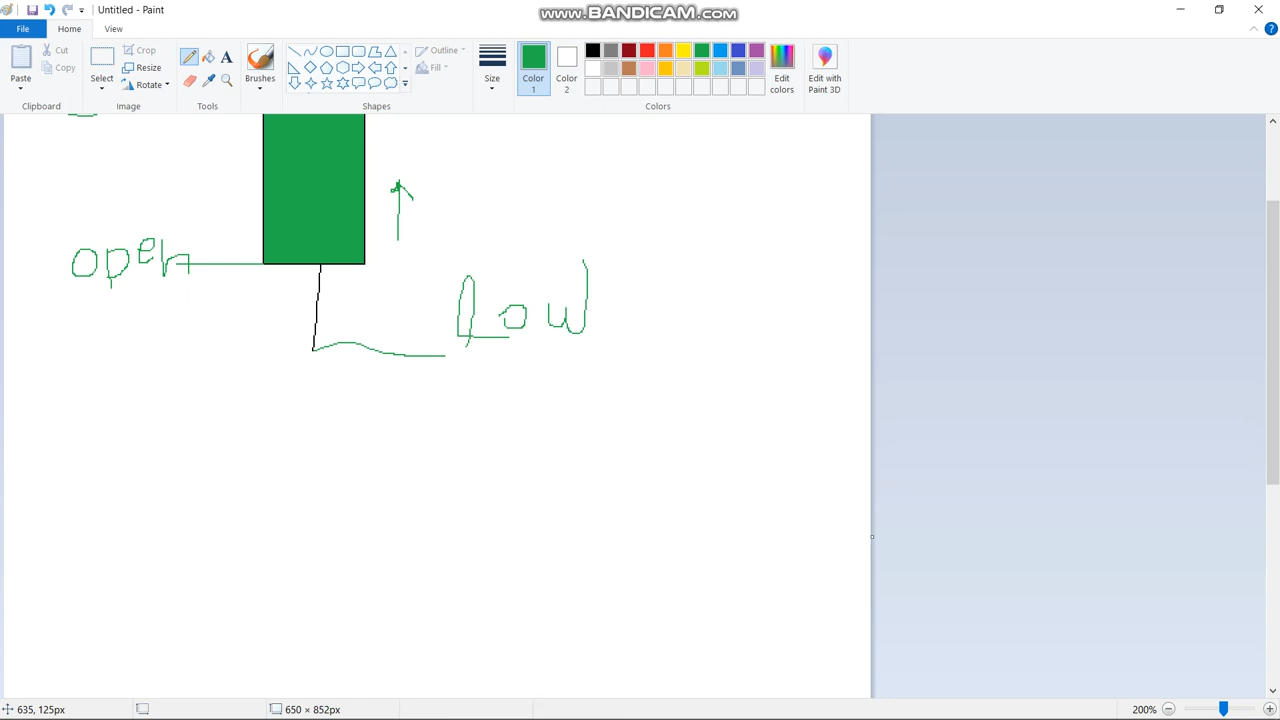 Untitled - Paint
www.BANDICAM.com
File
Home
View
Paste
Cut
Copy
Clipboard
Select
Crop
Resize
Rotate
Image
Tools
Brushes
Shapes
Outline
Fill
Size
Color 1
Color 2
Edit colors
Edit with Paint 3D
Colors
open
Low
635, 125px
650 × 852px
200%